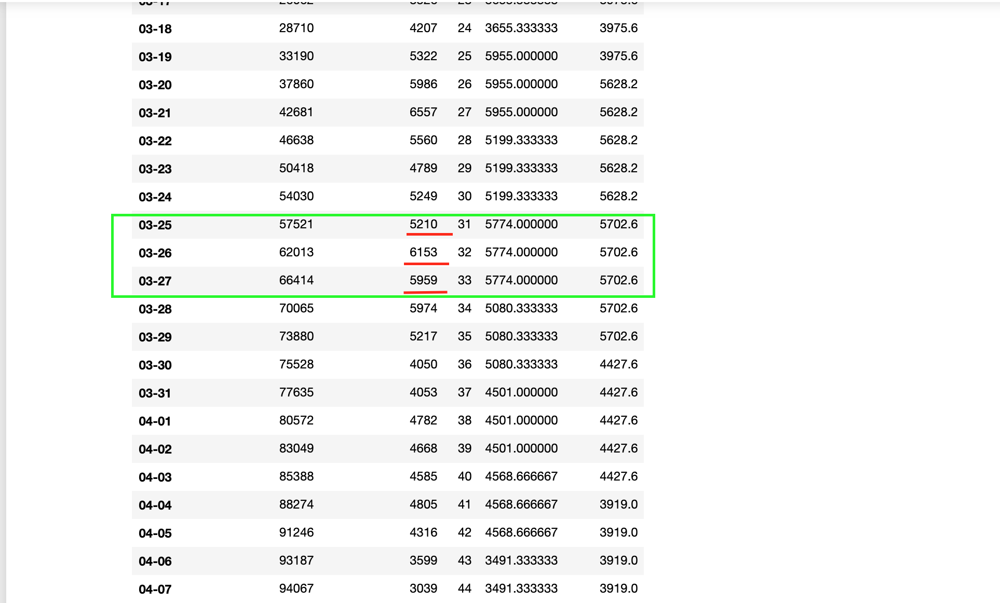 03-18 28710 4207 24 3655.333333 3975.6
03-19 33190 5322 25 5955.000000 3975.6
03-20 37860 5986 26 5955.000000 5628.2
03-21 42681 6557 27 5955.000000 5628.2
03-22 46638 5560 28 5199.333333 5628.2
03-23 50418 4789 29 5199.333333 5628.2
03-24 54030 5249 30 5199.333333 5628.2
03-25 57521 5210 31 5774.000000 5702.6
03-26 62013 6153 32 5774.000000 5702.6
03-27 66414 5959 33 5774.000000 5702.6
03-28 70065 5974 34 5080.333333 5702.6
03-29 73880 5217 35 5080.333333 5702.6
03-30 75528 4050 36 5080.333333 4427.6
03-31 77635 4053 37 4501.000000 4427.6
04-01 80572 4782 38 4501.000000 4427.6
04-02 83049 4668 39 4501.000000 4427.6
04-03 85388 4585 40 4568.666667 4427.6
04-04 88274 4805 41 4568.666667 3919.0
04-05 91246 4316 42 4568.666667 3919.0
04-06 93187 3599 43 3491.333333 3919.0
04-07 94067 3039 44 3491.333333 3919.0